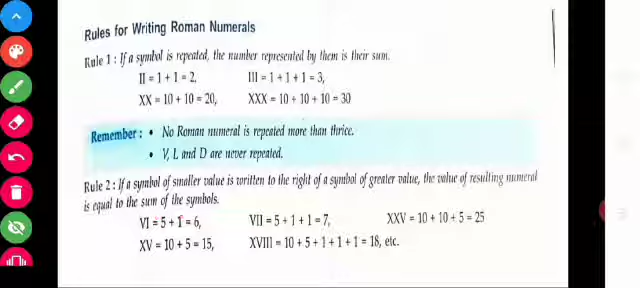 Rules for Writing Roman Numerals
Rule 1 : If a symbol is repeated, the number represented by them is their sum.
II = 1 + 1 = 2, III = 1 + 1 + 1 = 3,
XX = 10 + 10 = 20, XXX = 10 + 10 + 10 = 30
Remember : • No Roman numeral is repeated more than thrice.
• V, L and D are never repeated.
Rule 2 : If a symbol of smaller value is written to the right of a symbol of greater value, the value of resulting numeral
is equal to the sum of the symbols.
VI = 5 + 1 = 6, VII = 5 + 1 + 1 = 7, XXV = 10 + 10 + 5 = 25
XV = 10 + 5 = 15, XVIII = 10 + 5 + 1 + 1 + 1 = 18, etc.